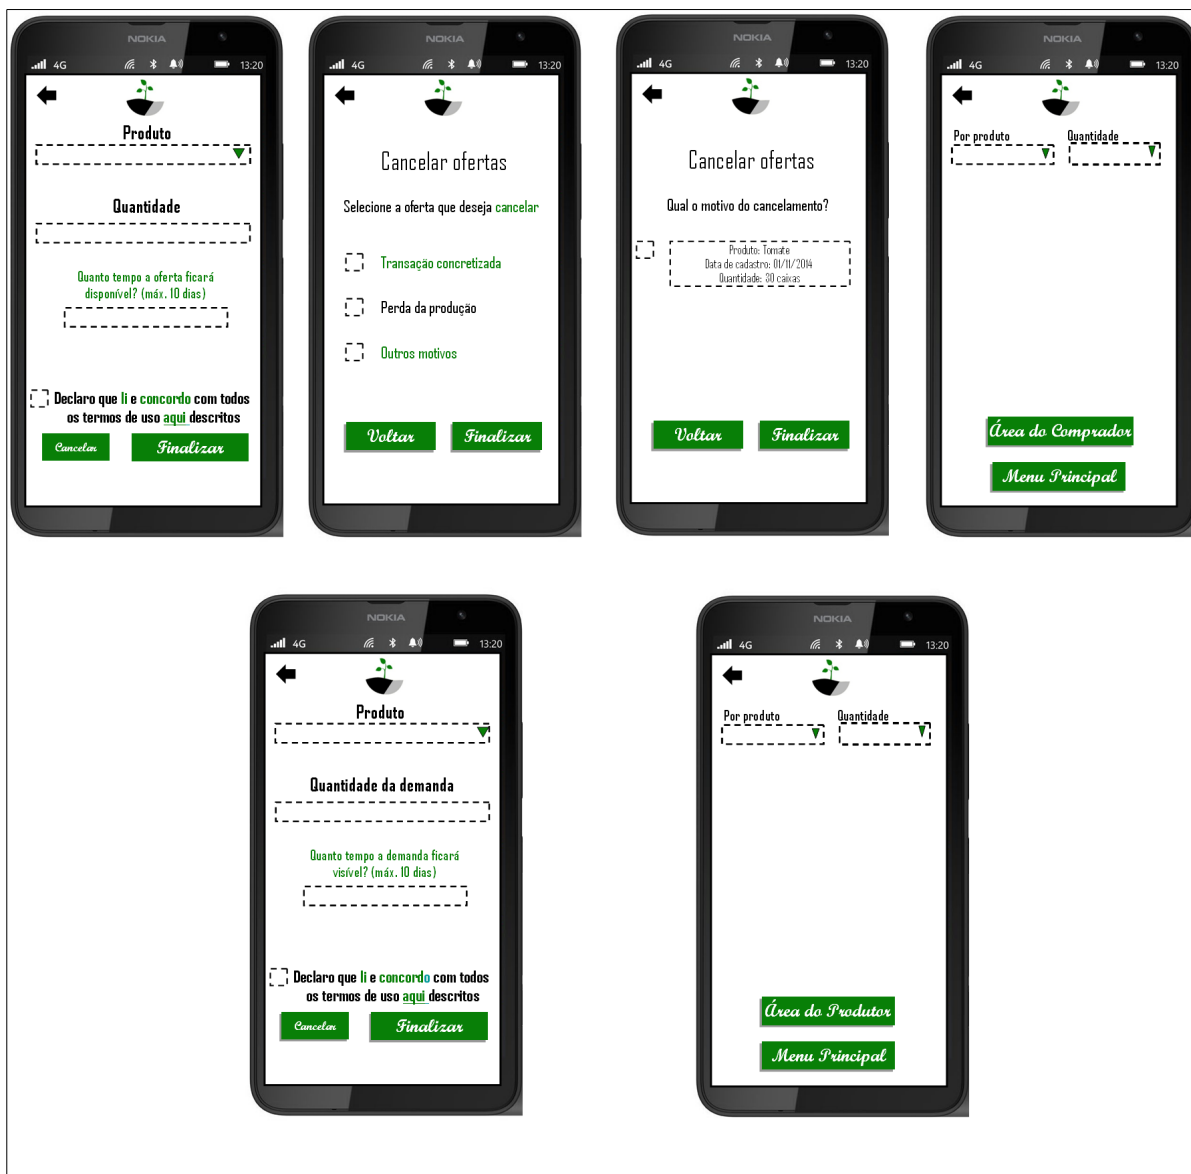 NOKIA
4G 13:20
Produto
Quantidade
Quanto tempo a oferta ficará
disponível? (máx. 10 dias)
Declaro que li e concordo com todos
os termos de uso aqui descritos
Cancelar Finalizar
NOKIA
4G 13:20
Cancelar ofertas
Selecione a oferta que deseja cancelar
Transação concretizada
Perda da produção
Outros motivos
Voltar Finalizar
NOKIA
4G 13:20
Cancelar ofertas
Qual o motivo do cancelamento?
Produto: Tomate
Data de cadastro: 01/11/2014
Quantidade: 30 caixas
Voltar Finalizar
NOKIA
4G 13:20
Por produto Quantidade
Área do Comprador
Menu Principal
NOKIA
4G 13:20
Produto
Quantidade da demanda
Quanto tempo a demanda ficará
visível? (máx. 10 dias)
Declaro que li e concordo com todos
os termos de uso aqui descritos
Cancelar Finalizar
NOKIA
4G 13:20
Por produto Quantidade
Área do Produtor
Menu Principal